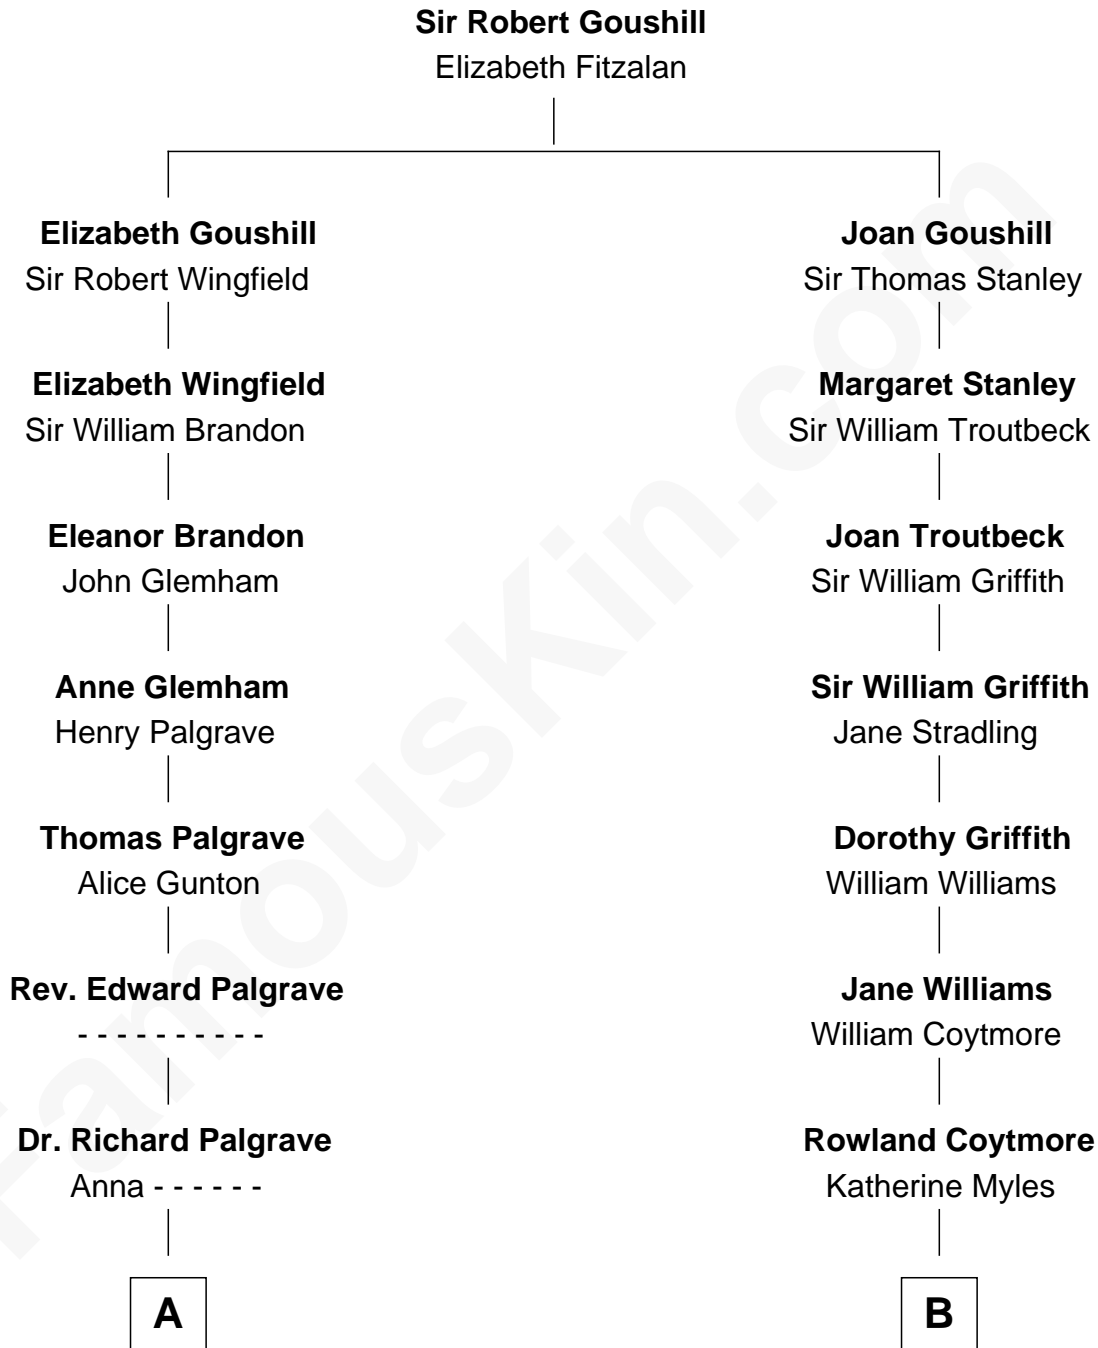 Sir Robert Goushill
Elizabeth Fitzalan
Elizabeth Goushill
Sir Robert Wingfield
Joan Goushill
Sir Thomas Stanley
Elizabeth Wingfield
Sir William Brandon
Margaret Stanley
Sir William Troutbeck
Eleanor Brandon
John Glemham
Joan Troutbeck
Sir William Griffith
Anne Glemham
Henry Palgrave
Sir William Griffith
Jane Stradling
Thomas Palgrave
Alice Gunton
Dorothy Griffith
William Williams
Rev. Edward Palgrave
- - - - - - - - - -
Jane Williams
William Coytmore
Dr. Richard Palgrave
Anna - - - - - -
Rowland Coytmore
Katherine Myles
A
B
FamousKin.com